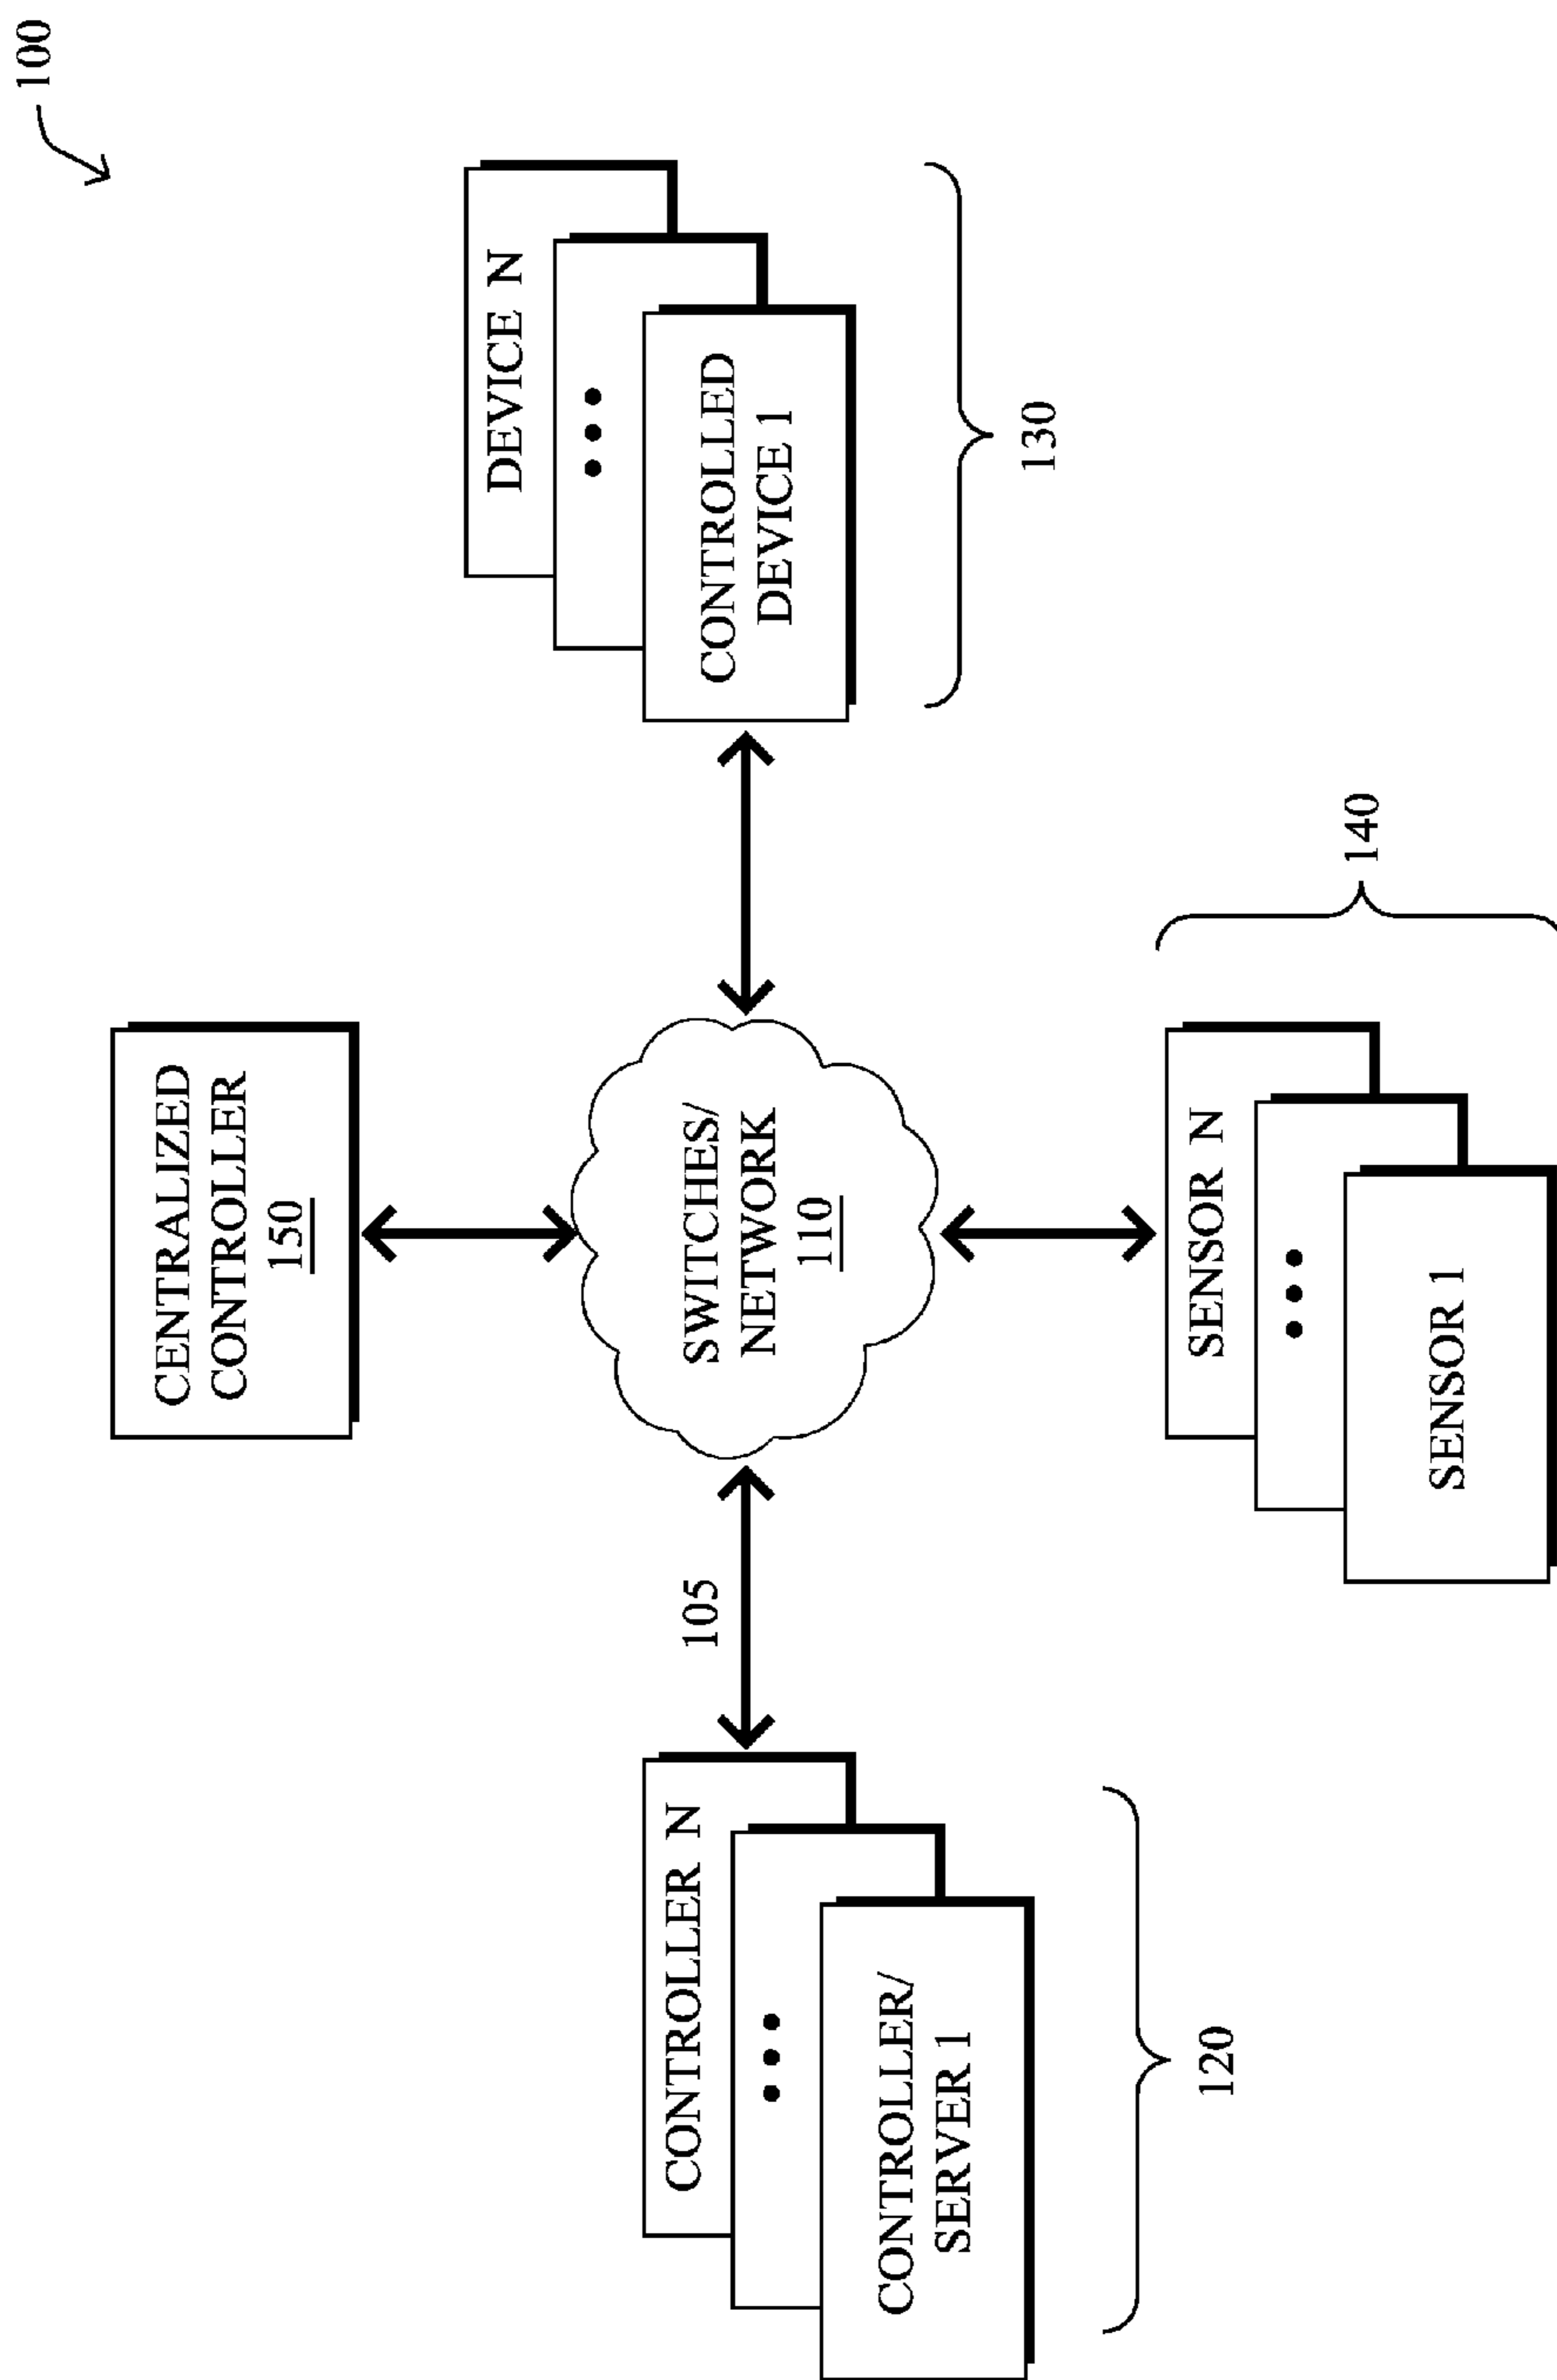 100
CENTRALIZED
CONTROLLER
150
CONTROLLER N
CONTROLLER/
SERVER 1
120
105
SWITCHES/
NETWORK
110
DEVICE N
CONTROLLED
DEVICE 1
130
SENSOR N
SENSOR 1
140